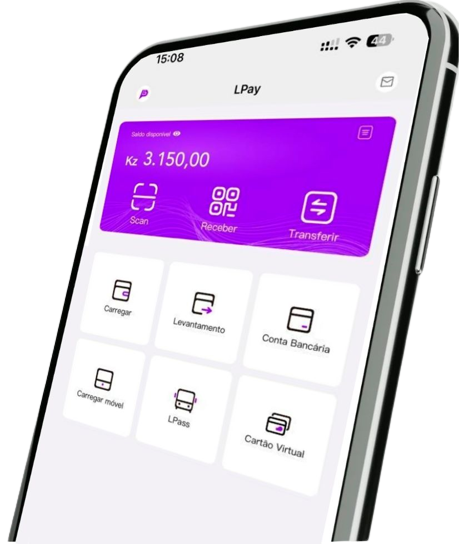 15:08
44
LPay
Saldo disponível
Kz 3.150,00
Scan
Receber
Transferir
Carregar
Levantamento
Conta Bancária
Carregar móvel
LPass
Cartão Virtual